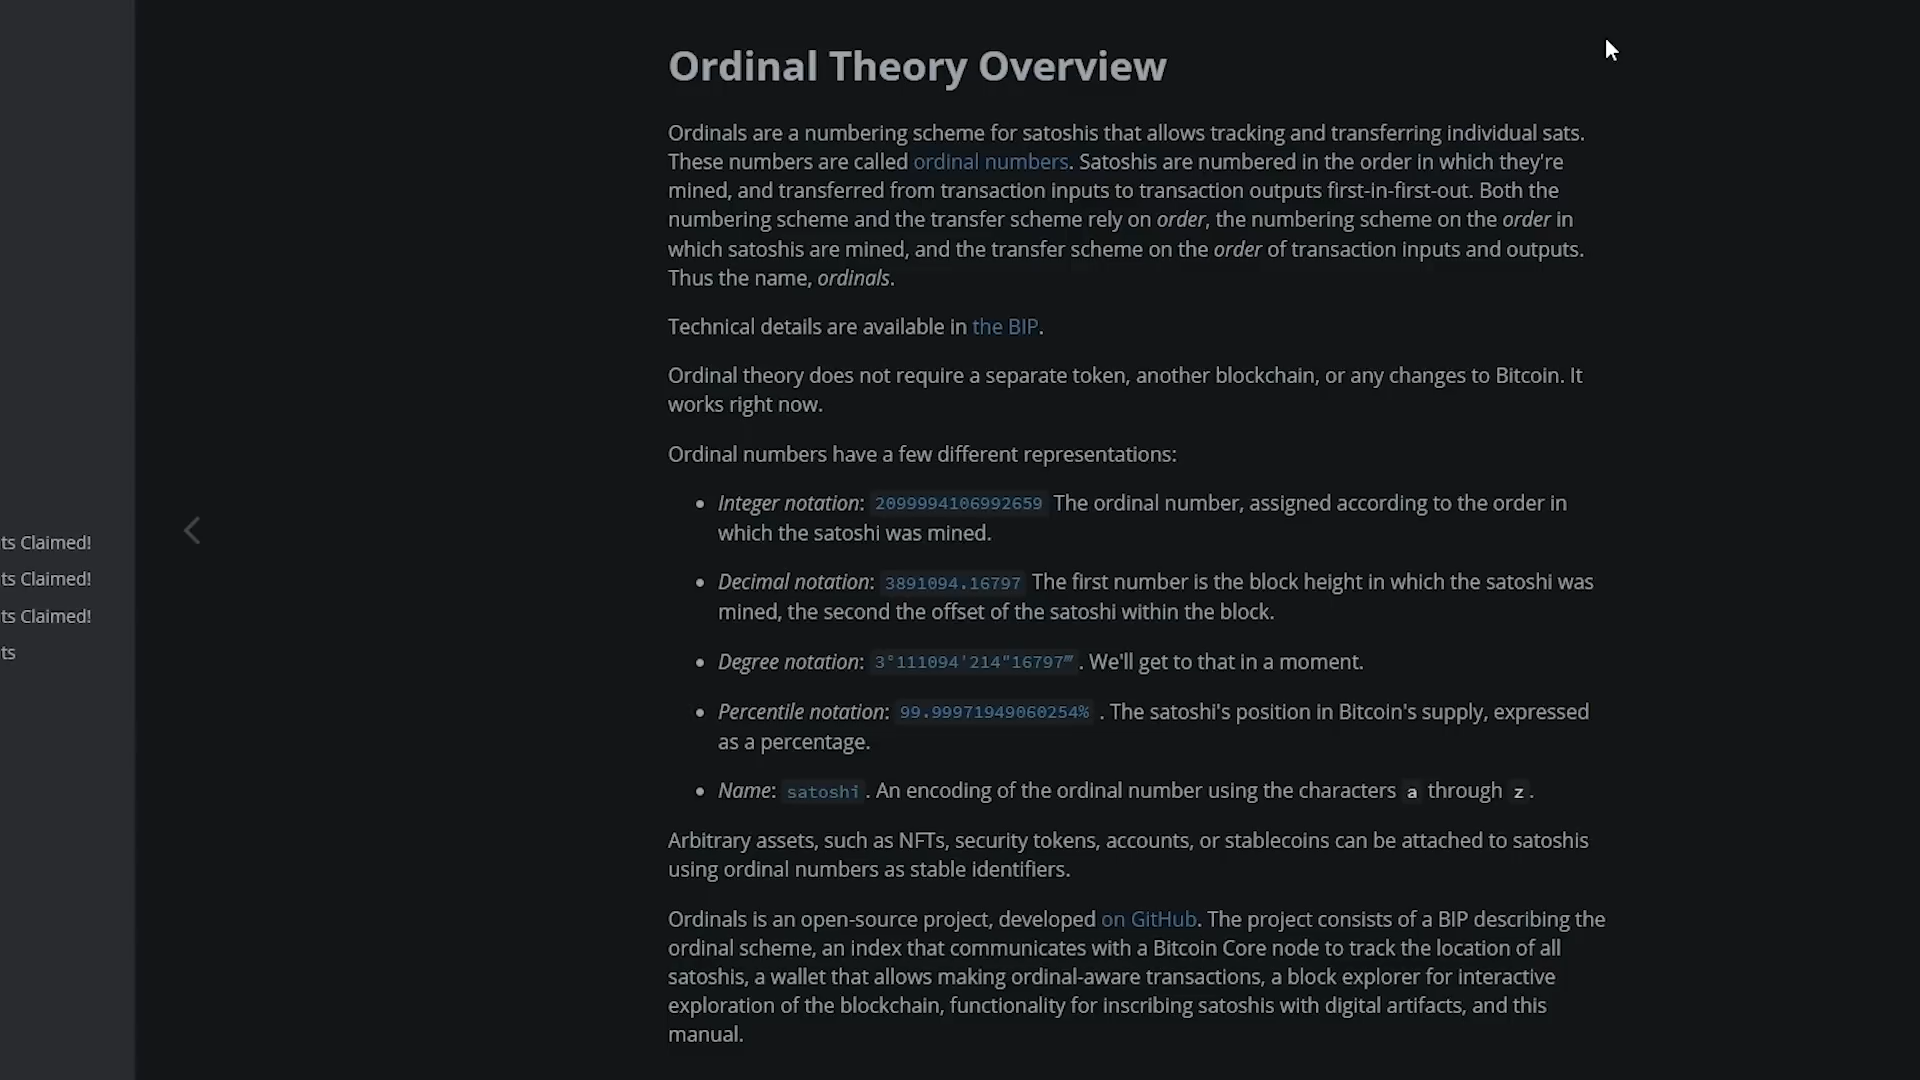 Ordinal Theory Overview
Ordinals are a numbering scheme for satoshis that allows tracking and transferring individual sats.
These numbers are called ordinal numbers. Satoshis are numbered in the order in which they're
mined, and transferred from transaction inputs to transaction outputs first-in-first-out. Both the
numbering scheme and the transfer scheme rely on order, the numbering scheme on the order in
which satoshis are mined, and the transfer scheme on the order of transaction inputs and outputs.
Thus the name, ordinals.
Technical details are available in the BIP.
Ordinal theory does not require a separate token, another blockchain, or any changes to Bitcoin. It
works right now.
Ordinal numbers have a few different representations:
• Integer notation: 2099994106992659 The ordinal number, assigned according to the order in
which the satoshi was mined.
• Decimal notation: 3891094.16797 The first number is the block height in which the satoshi was
mined, the second the offset of the satoshi within the block.
• Degree notation: 3°111094′214″16797‴. We'll get to that in a moment.
• Percentile notation: 99.99971949060254% . The satoshi's position in Bitcoin's supply, expressed
as a percentage.
• Name: satoshi. An encoding of the ordinal number using the characters a through z.
Arbitrary assets, such as NFTs, security tokens, accounts, or stablecoins can be attached to satoshis
using ordinal numbers as stable identifiers.
Ordinals is an open-source project, developed on GitHub. The project consists of a BIP describing the
ordinal scheme, an index that communicates with a Bitcoin Core node to track the location of all
satoshis, a wallet that allows making ordinal-aware transactions, a block explorer for interactive
exploration of the blockchain, functionality for inscribing satoshis with digital artifacts, and this
manual.
ts Claimed!
ts Claimed!
ts Claimed!
ts